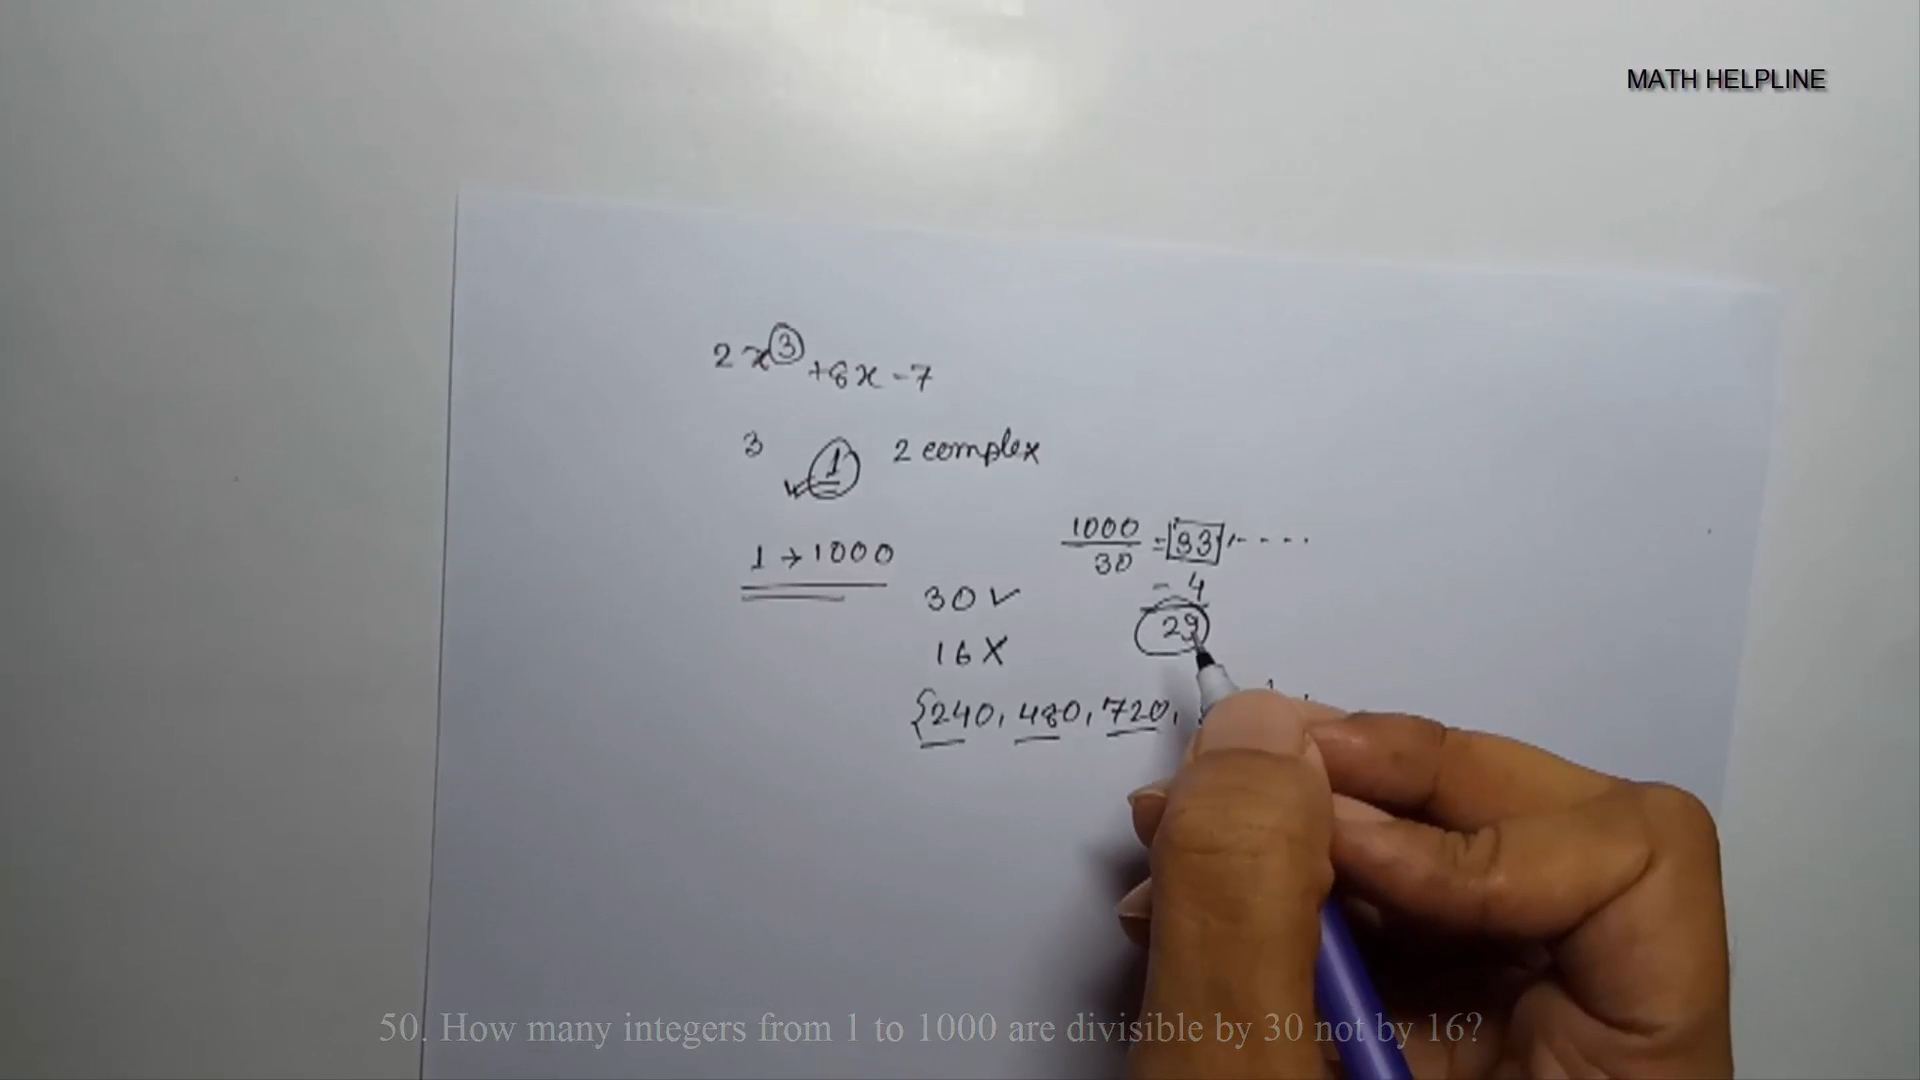 MATH HELPLINE
2x³+8x-7
3 1 2 complex
1→1000
1000/30 = 33.....
- 4
29
30 ✓
16 X
{240, 480, 720,
50. How many integers from 1 to 1000 are divisible by 30 not by 16?